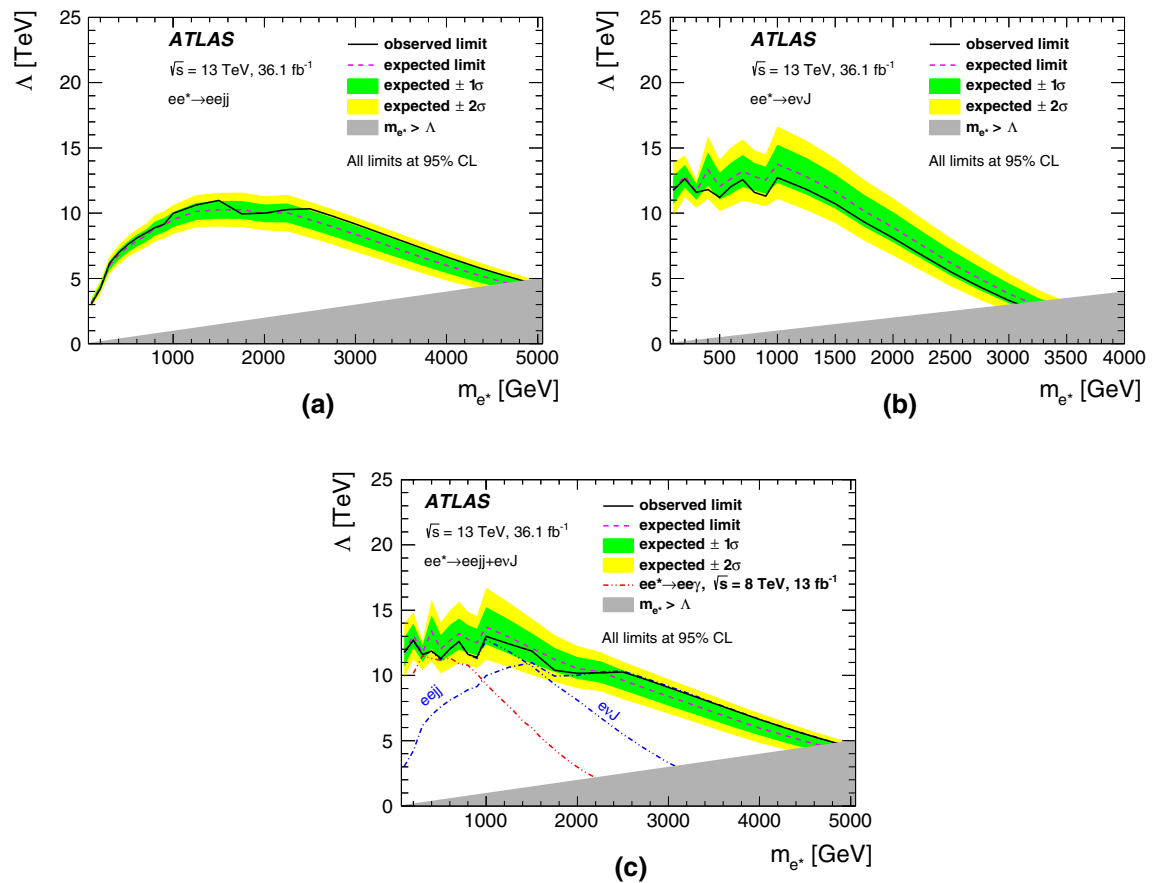 ATLAS
√s = 13 TeV, 36.1 fb⁻¹
ee*→eejj
observed limit
expected limit
expected ± 1σ
expected ± 2σ
mₑ* > Λ
All limits at 95% CL
Λ [TeV]
25
20
15
10
5
0
1000 2000 3000 4000 5000
mₑ* [GeV]
(a)
ATLAS
√s = 13 TeV, 36.1 fb⁻¹
ee*→eνJ
observed limit
expected limit
expected ± 1σ
expected ± 2σ
mₑ* > Λ
All limits at 95% CL
Λ [TeV]
25
20
15
10
5
0
500 1000 1500 2000 2500 3000 3500 4000
mₑ* [GeV]
(b)
ATLAS
√s = 13 TeV, 36.1 fb⁻¹
ee*→eejj+eνJ
observed limit
expected limit
expected ± 1σ
expected ± 2σ
ee*→eeγ, √s = 8 TeV, 13 fb⁻¹
mₑ* > Λ
All limits at 95% CL
eejj
eνJ
Λ [TeV]
25
20
15
10
5
0
1000 2000 3000 4000 5000
mₑ* [GeV]
(c)